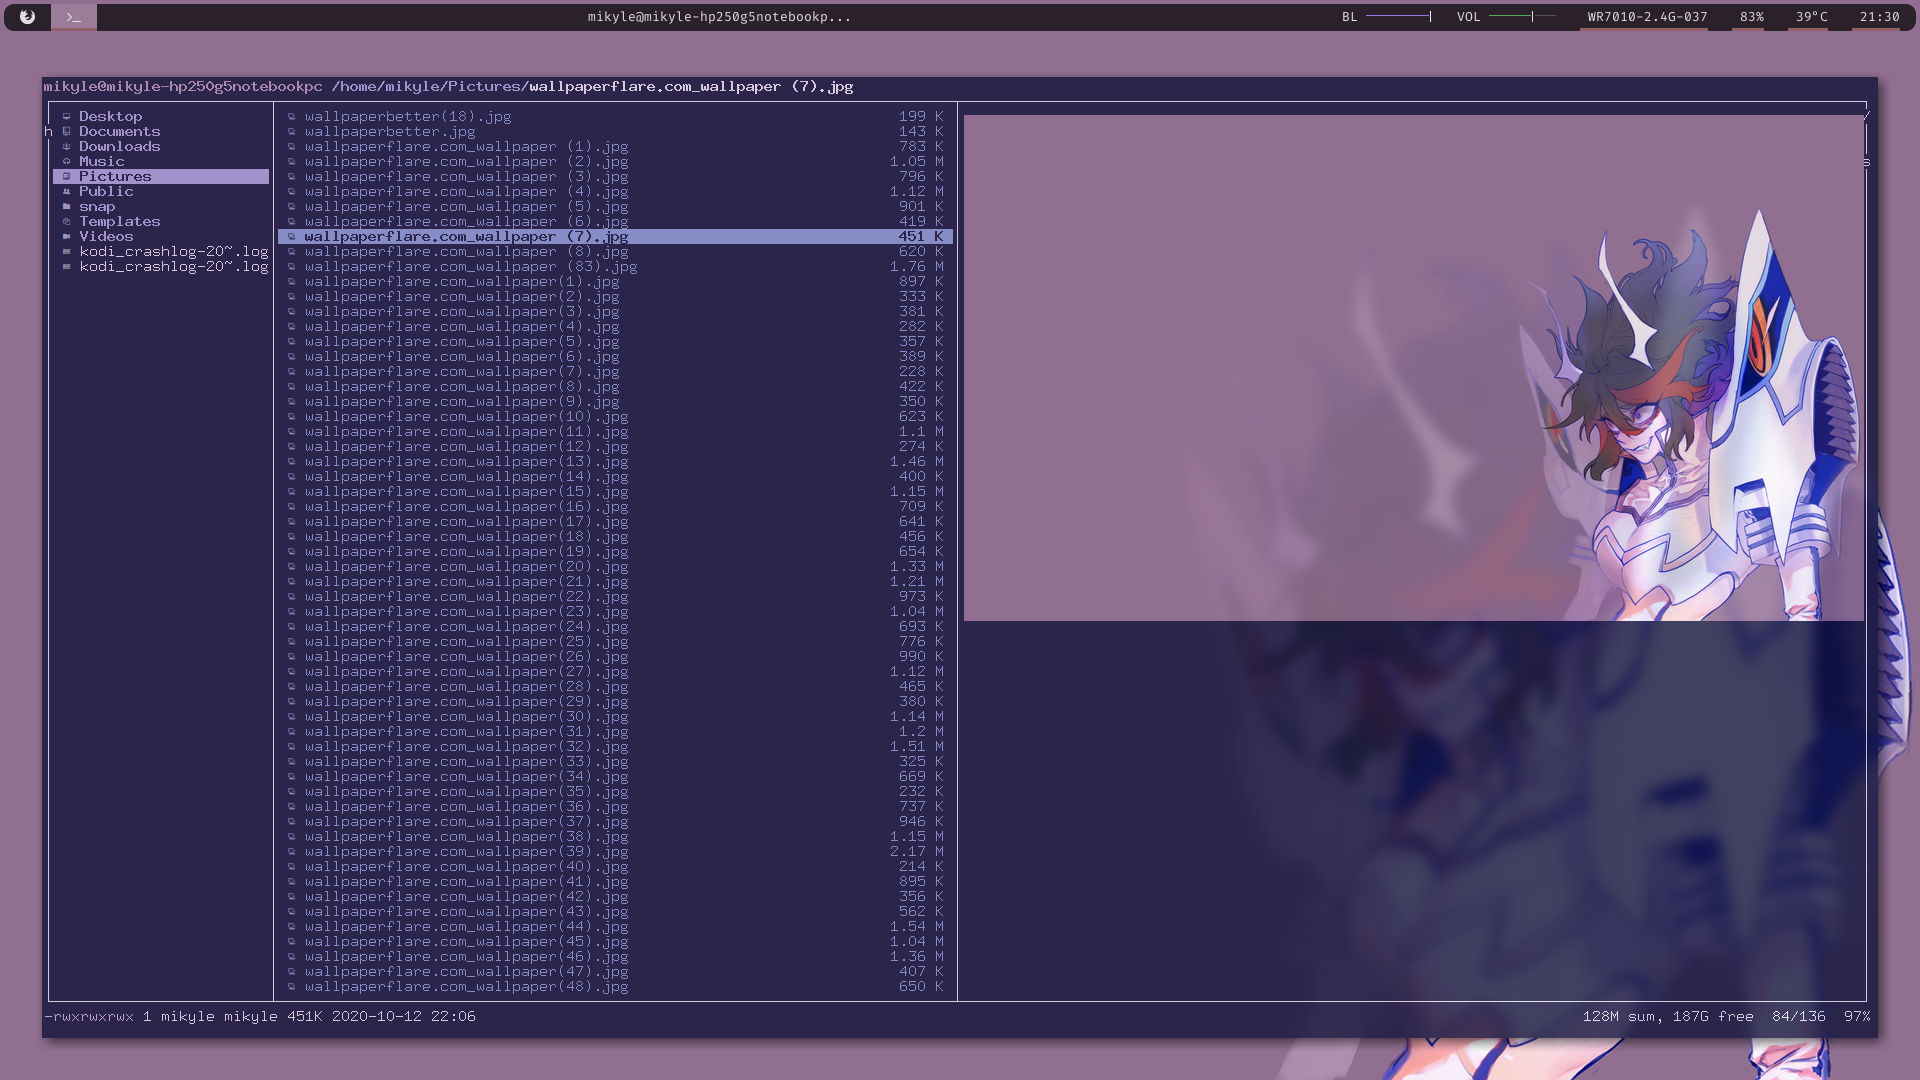 >_ mikyle@mikyle-hp250g5notebookp... BL VOL WR7010-2.4G-037 83% 39°C 21:30
mikyle@mikyle-hp250g5notebookpc /home/mikyle/Pictures/wallpaperflare.com_wallpaper (7).jpg
Desktop
h Documents
Downloads
Music
Pictures
Public
snap
Templates
Videos
kodi_crashlog-20~.log
kodi_crashlog-20~.log
wallpaperbetter(18).jpg 199 K
wallpaperbetter.jpg 143 K
wallpaperflare.com_wallpaper (1).jpg 783 K
wallpaperflare.com_wallpaper (2).jpg 1.05 M
wallpaperflare.com_wallpaper (3).jpg 796 K
wallpaperflare.com_wallpaper (4).jpg 1.12 M
wallpaperflare.com_wallpaper (5).jpg 901 K
wallpaperflare.com_wallpaper (6).jpg 419 K
wallpaperflare.com_wallpaper (7).jpg 451 K
wallpaperflare.com_wallpaper (8).jpg 620 K
wallpaperflare.com_wallpaper (83).jpg 1.76 M
wallpaperflare.com_wallpaper(1).jpg 897 K
wallpaperflare.com_wallpaper(2).jpg 333 K
wallpaperflare.com_wallpaper(3).jpg 381 K
wallpaperflare.com_wallpaper(4).jpg 282 K
wallpaperflare.com_wallpaper(5).jpg 357 K
wallpaperflare.com_wallpaper(6).jpg 389 K
wallpaperflare.com_wallpaper(7).jpg 228 K
wallpaperflare.com_wallpaper(8).jpg 422 K
wallpaperflare.com_wallpaper(9).jpg 350 K
wallpaperflare.com_wallpaper(10).jpg 623 K
wallpaperflare.com_wallpaper(11).jpg 1.1 M
wallpaperflare.com_wallpaper(12).jpg 274 K
wallpaperflare.com_wallpaper(13).jpg 1.46 M
wallpaperflare.com_wallpaper(14).jpg 400 K
wallpaperflare.com_wallpaper(15).jpg 1.15 M
wallpaperflare.com_wallpaper(16).jpg 709 K
wallpaperflare.com_wallpaper(17).jpg 641 K
wallpaperflare.com_wallpaper(18).jpg 456 K
wallpaperflare.com_wallpaper(19).jpg 654 K
wallpaperflare.com_wallpaper(20).jpg 1.33 M
wallpaperflare.com_wallpaper(21).jpg 1.21 M
wallpaperflare.com_wallpaper(22).jpg 973 K
wallpaperflare.com_wallpaper(23).jpg 1.04 M
wallpaperflare.com_wallpaper(24).jpg 693 K
wallpaperflare.com_wallpaper(25).jpg 776 K
wallpaperflare.com_wallpaper(26).jpg 990 K
wallpaperflare.com_wallpaper(27).jpg 1.12 M
wallpaperflare.com_wallpaper(28).jpg 465 K
wallpaperflare.com_wallpaper(29).jpg 380 K
wallpaperflare.com_wallpaper(30).jpg 1.14 M
wallpaperflare.com_wallpaper(31).jpg 1.2 M
wallpaperflare.com_wallpaper(32).jpg 1.51 M
wallpaperflare.com_wallpaper(33).jpg 325 K
wallpaperflare.com_wallpaper(34).jpg 669 K
wallpaperflare.com_wallpaper(35).jpg 232 K
wallpaperflare.com_wallpaper(36).jpg 737 K
wallpaperflare.com_wallpaper(37).jpg 946 K
wallpaperflare.com_wallpaper(38).jpg 1.15 M
wallpaperflare.com_wallpaper(39).jpg 2.17 M
wallpaperflare.com_wallpaper(40).jpg 214 K
wallpaperflare.com_wallpaper(41).jpg 895 K
wallpaperflare.com_wallpaper(42).jpg 356 K
wallpaperflare.com_wallpaper(43).jpg 562 K
wallpaperflare.com_wallpaper(44).jpg 1.54 M
wallpaperflare.com_wallpaper(45).jpg 1.04 M
wallpaperflare.com_wallpaper(46).jpg 1.36 M
wallpaperflare.com_wallpaper(47).jpg 407 K
wallpaperflare.com_wallpaper(48).jpg 650 K
/
s
-rwxrwxrwx 1 mikyle mikyle 451K 2020-10-12 22:06 128M sum, 187G free 84/136 97%